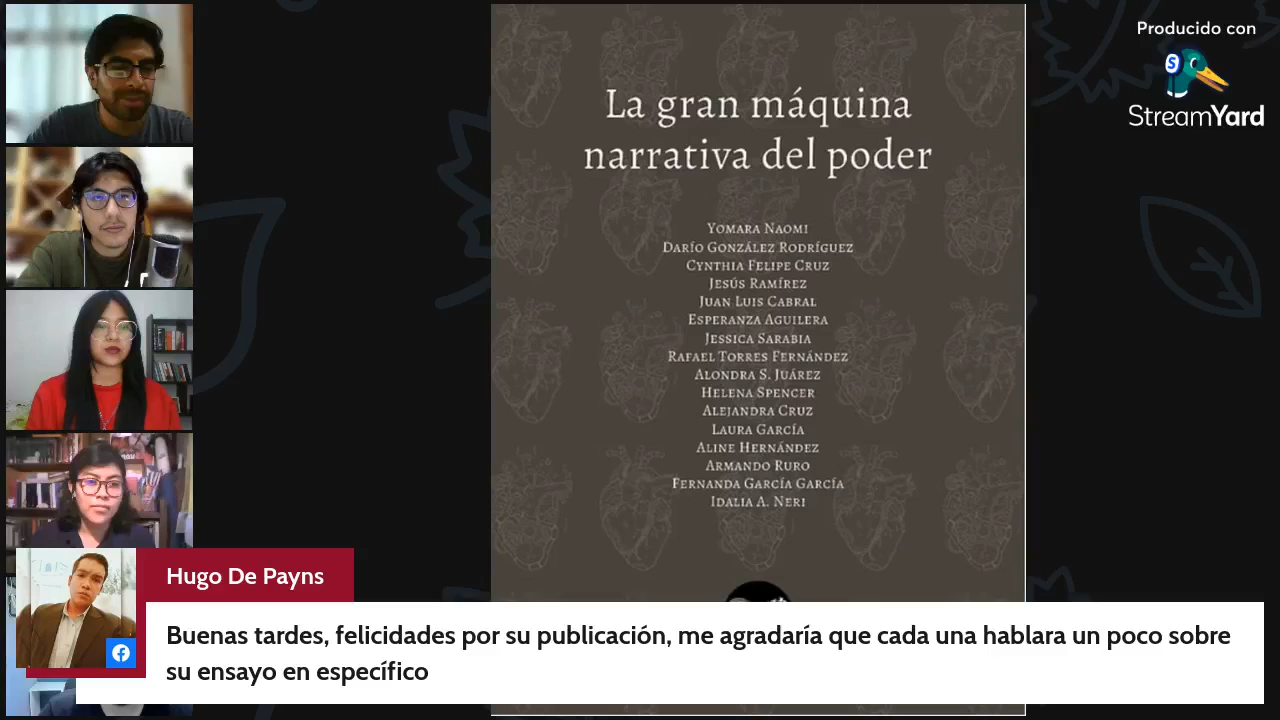 Producido con
StreamYard
La gran máquina
narrativa del poder
Yomara Naomi
Darío González Rodríguez
Cynthia Felipe Cruz
Jesús Ramírez
Juan Luis Cabral
Esperanza Aguilera
Jessica Sarabia
Rafael Torres Fernández
Alondra S. Juárez
Helena Spencer
Alejandra Cruz
Laura García
Aline Hernández
Armando Ruro
Fernanda García García
Idalia A. Neri
Hugo De Payns
Buenas tardes, felicidades por su publicación, me agradaría que cada una hablara un poco sobre
su ensayo en específico